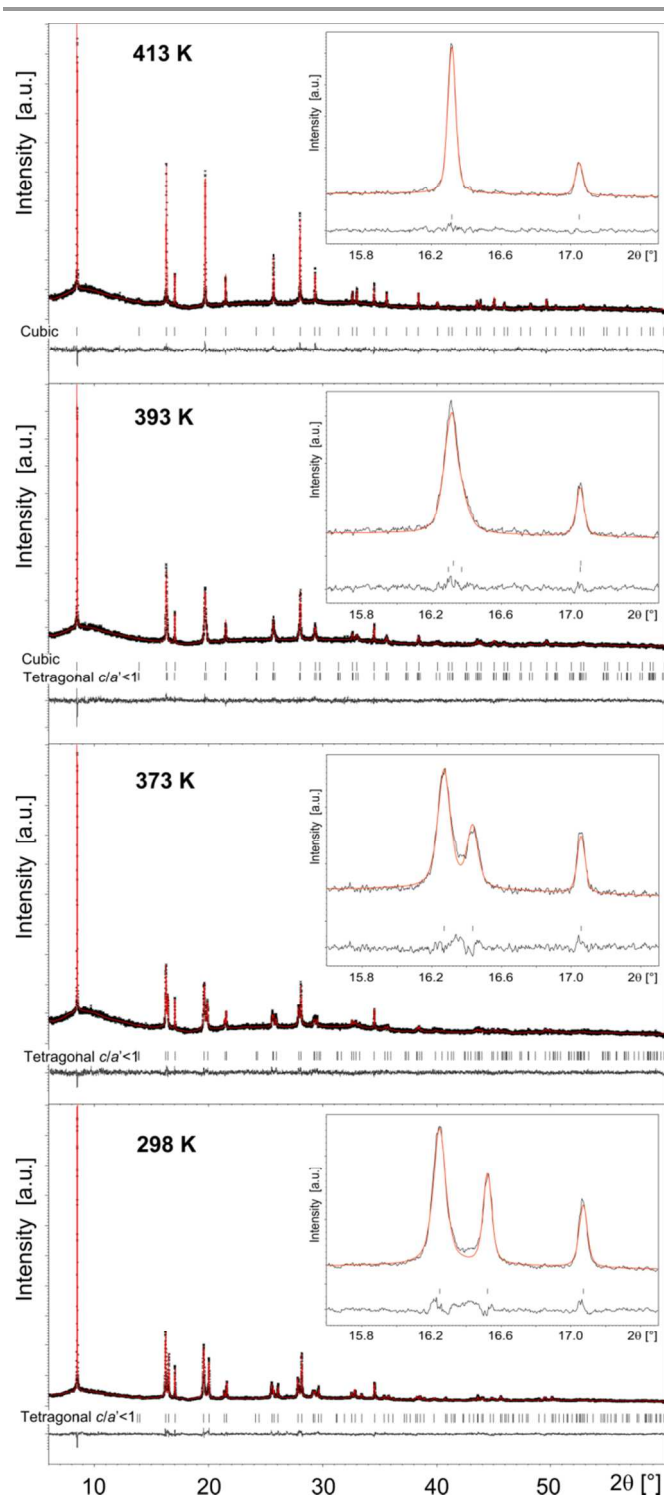 413 K
Intensity [a.u.]
Intensity [a.u.]
15.8 16.2 16.6 17.0 2θ [°]
Cubic
393 K
Intensity [a.u.]
Intensity [a.u.]
15.8 16.2 16.6 17.0 2θ [°]
Cubic
Tetragonal c/a'<1
373 K
Intensity [a.u.]
Intensity [a.u.]
15.8 16.2 16.6 17.0 2θ [°]
Tetragonal c/a'<1
298 K
Intensity [a.u.]
Intensity [a.u.]
15.8 16.2 16.6 17.0 2θ [°]
Tetragonal c/a'<1
10 20 30 40 50 2θ [°]